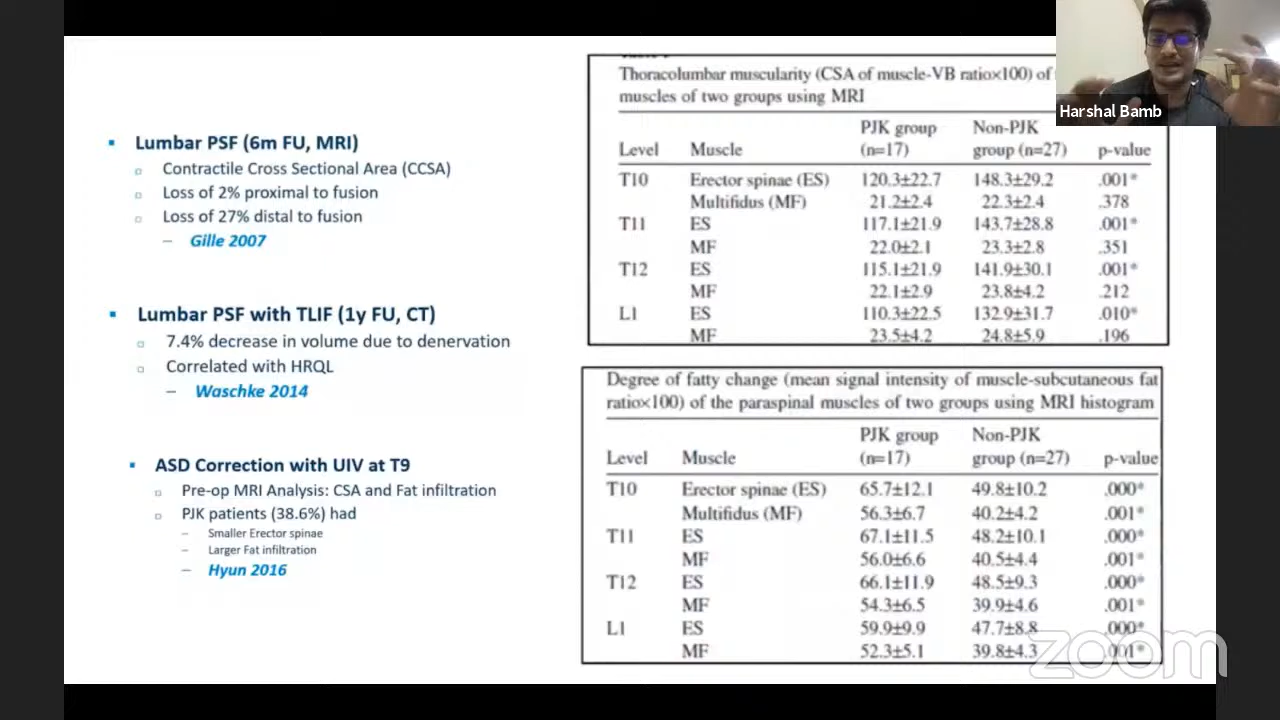 ▪ Lumbar PSF (6m FU, MRI)
Contractile Cross Sectional Area (CCSA)
Loss of 2% proximal to fusion
Loss of 27% distal to fusion
– Gille 2007
▪ Lumbar PSF with TLIF (1y FU, CT)
7.4% decrease in volume due to denervation
Correlated with HRQL
– Waschke 2014
▪ ASD Correction with UIV at T9
Pre-op MRI Analysis: CSA and Fat infiltration
PJK patients (38.6%) had
– Smaller Erector spinae
– Larger Fat infiltration
– Hyun 2016
Thoracolumbar muscularity (CSA of muscle-VB ratio×100) of
muscles of two groups using MRI
PJK group Non-PJK
Level Muscle (n=17) group (n=27) p-value
T10 Erector spinae (ES) 120.3±22.7 148.3±29.2 .001*
Multifidus (MF) 21.2±2.4 22.3±2.4 .378
T11 ES 117.1±21.9 143.7±28.8 .001*
MF 22.0±2.1 23.3±2.8 .351
T12 ES 115.1±21.9 141.9±30.1 .001*
MF 22.1±2.9 23.8±4.2 .212
L1 ES 110.3±22.5 132.9±31.7 .010*
MF 23.5±4.2 24.8±5.9 .196
Degree of fatty change (mean signal intensity of muscle-subcutaneous fat
ratio×100) of the paraspinal muscles of two groups using MRI histogram
PJK group Non-PJK
Level Muscle (n=17) group (n=27) p-value
T10 Erector spinae (ES) 65.7±12.1 49.8±10.2 .000*
Multifidus (MF) 56.3±6.7 40.2±4.2 .001*
T11 ES 67.1±11.5 48.2±10.1 .000*
MF 56.0±6.6 40.5±4.4 .001*
T12 ES 66.1±11.9 48.5±9.3 .000*
MF 54.3±6.5 39.9±4.6 .001*
L1 ES 59.9±9.9 47.7±8.8 .000*
MF 52.3±5.1 39.8±4.3 .001*
Harshal Bamb
zoom